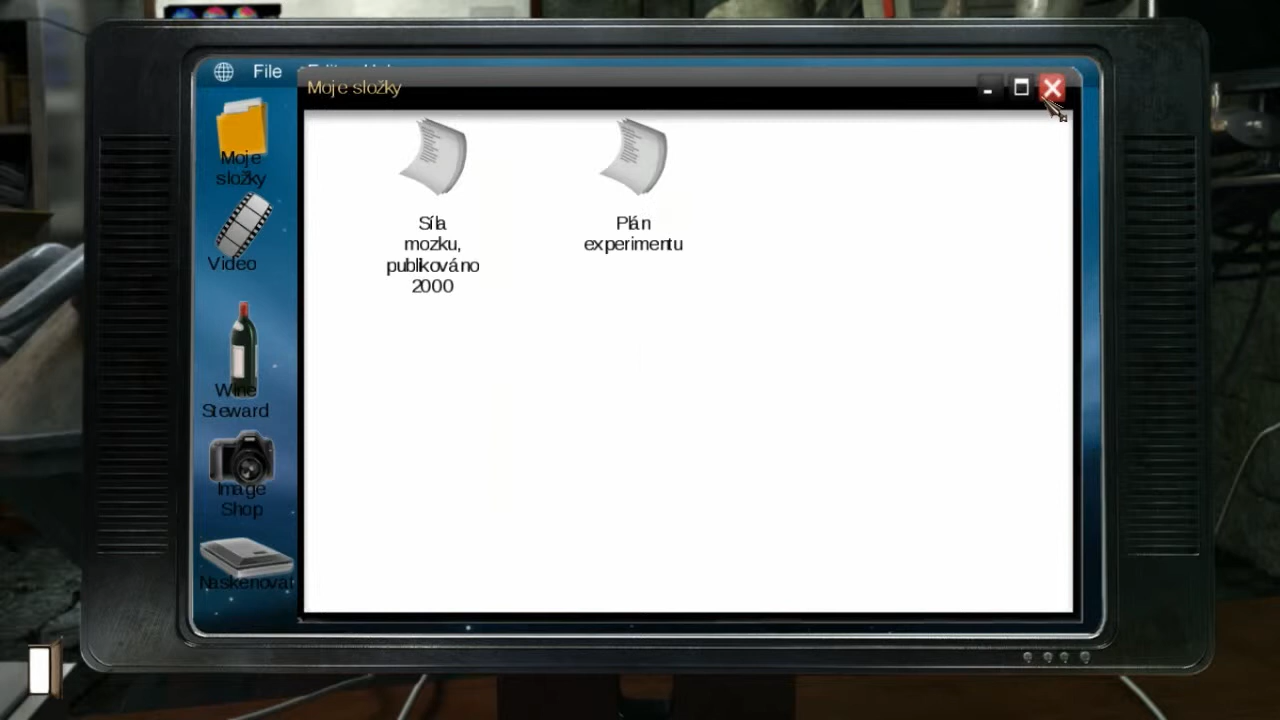 File
Moje složky
Moje
složky
Video
Wine
Steward
Image
Shop
Naskenovat
Síla
mozku,
publikováno
2000
Plán
experimentu